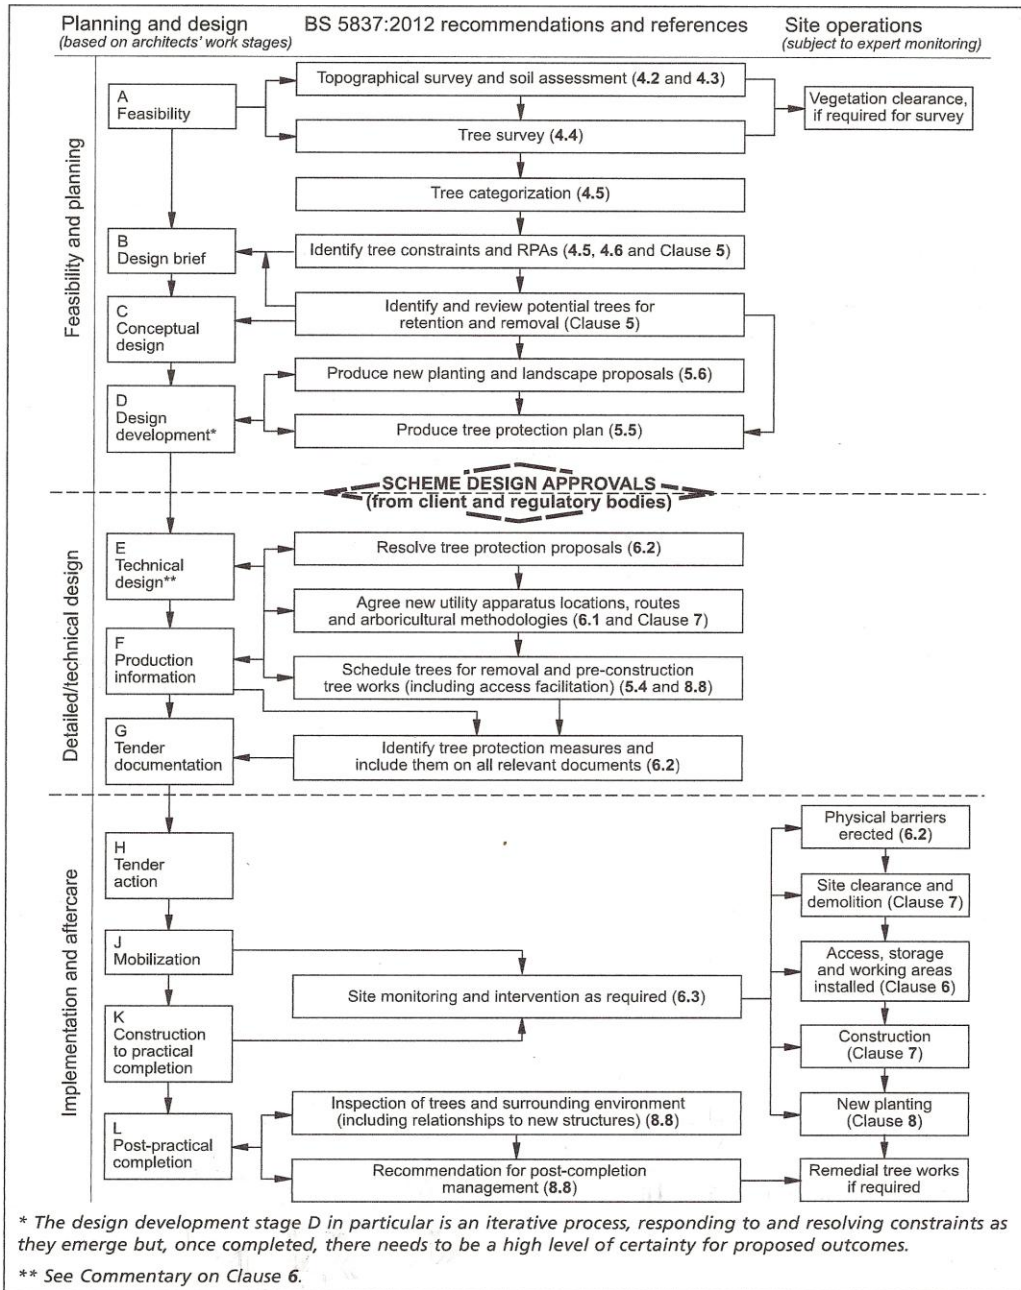 Planning and design
(based on architects' work stages)
BS 5837:2012 recommendations and references
Site operations
(subject to expert monitoring)
Feasibility and planning
A
Feasibility
Topographical survey and soil assessment (4.2 and 4.3)
Vegetation clearance,
if required for survey
Tree survey (4.4)
Tree categorization (4.5)
B
Design brief
Identify tree constraints and RPAs (4.5, 4.6 and Clause 5)
C
Conceptual
design
Identify and review potential trees for
retention and removal (Clause 5)
D
Design
development*
Produce new planting and landscape proposals (5.6)
Produce tree protection plan (5.5)
SCHEME DESIGN APPROVALS
(from client and regulatory bodies)
Detailed/technical design
E
Technical
design**
Resolve tree protection proposals (6.2)
Agree new utility apparatus locations, routes
and arboricultural methodologies (6.1 and Clause 7)
F
Production
information
Schedule trees for removal and pre-construction
tree works (including access facilitation) (5.4 and 8.8)
G
Tender
documentation
Identify tree protection measures and
include them on all relevant documents (6.2)
Implementation and aftercare
H
Tender
action
Physical barriers
erected (6.2)
Site clearance and
demolition (Clause 7)
J
Mobilization
Access, storage
and working areas
installed (Clause 6)
Site monitoring and intervention as required (6.3)
K
Construction
to practical
completion
Construction
(Clause 7)
New planting
(Clause 8)
L
Post-practical
completion
Inspection of trees and surrounding environment
(including relationships to new structures) (8.8)
Recommendation for post-completion
management (8.8)
Remedial tree works
if required
* The design development stage D in particular is an iterative process, responding to and resolving constraints as
they emerge but, once completed, there needs to be a high level of certainty for proposed outcomes.
** See Commentary on Clause 6.